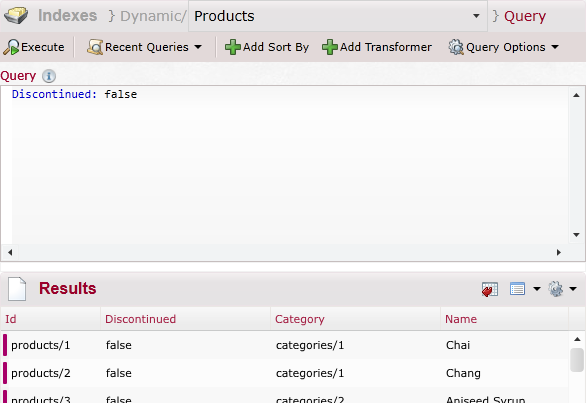 Indexes } Dynamic/ Products } Query
Execute Recent Queries Add Sort By Add Transformer Query Options
Query
Discontinued: false
Results
Id Discontinued Category Name
products/1 false categories/1 Chai
products/2 false categories/1 Chang
products/3 false categories/2 Aniseed Syrup